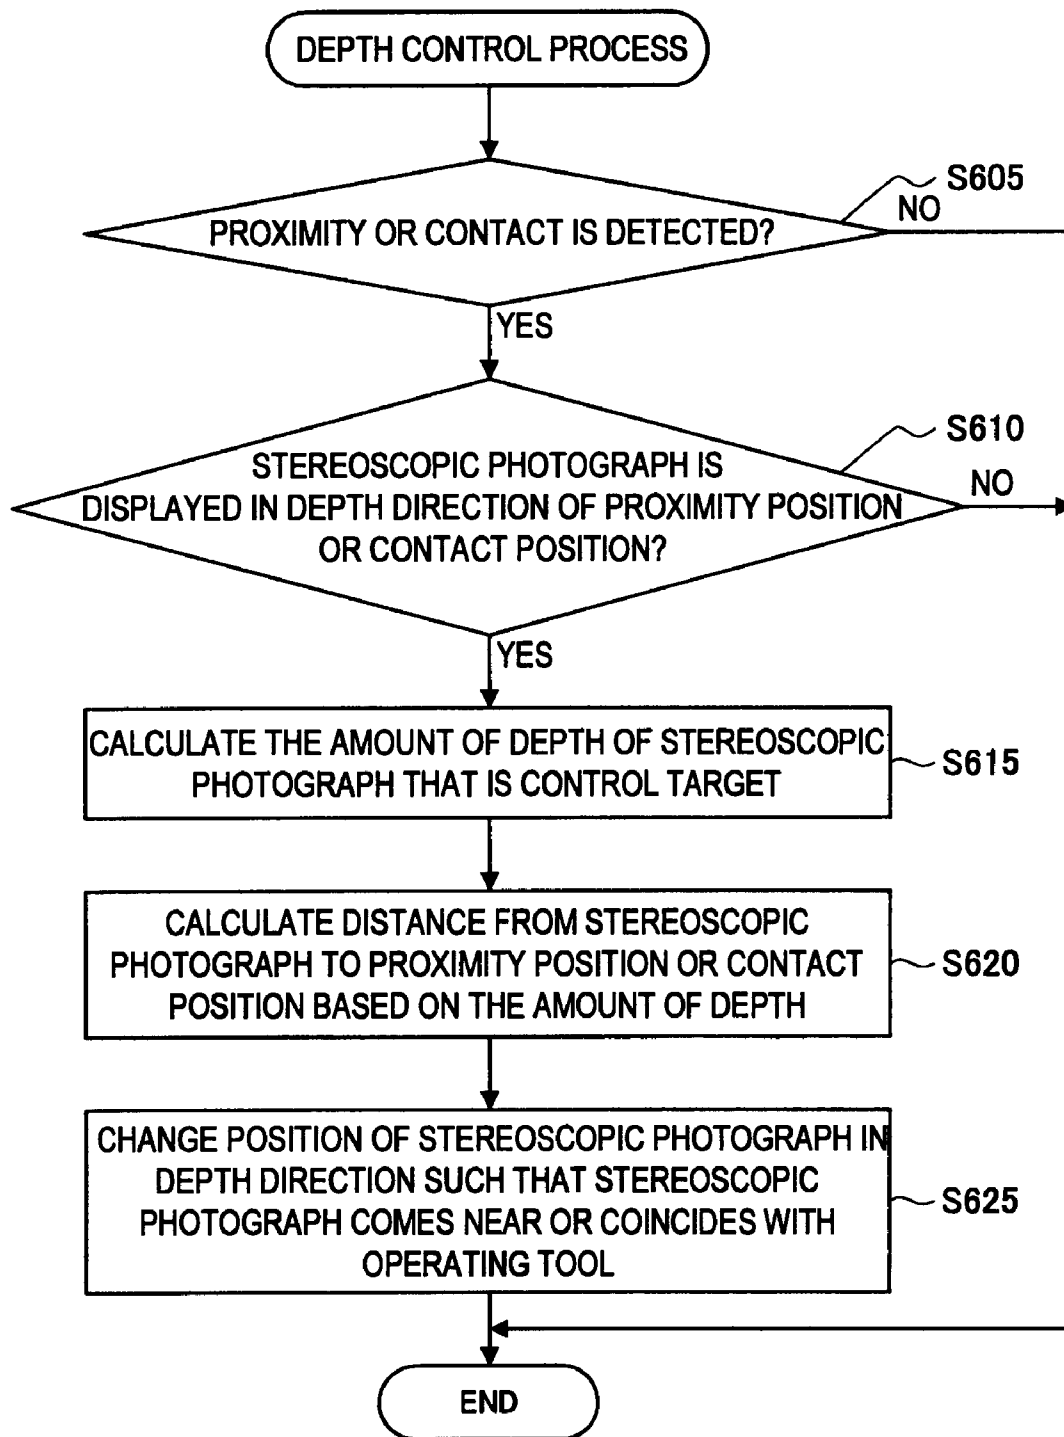 DEPTH CONTROL PROCESS
S605
NO
PROXIMITY OR CONTACT IS DETECTED?
YES
S610
NO
STEREOSCOPIC PHOTOGRAPH IS
DISPLAYED IN DEPTH DIRECTION OF PROXIMITY POSITION
OR CONTACT POSITION?
YES
CALCULATE THE AMOUNT OF DEPTH OF STEREOSCOPIC
PHOTOGRAPH THAT IS CONTROL TARGET
S615
CALCULATE DISTANCE FROM STEREOSCOPIC
PHOTOGRAPH TO PROXIMITY POSITION OR CONTACT
POSITION BASED ON THE AMOUNT OF DEPTH
S620
CHANGE POSITION OF STEREOSCOPIC PHOTOGRAPH IN
DEPTH DIRECTION SUCH THAT STEREOSCOPIC
PHOTOGRAPH COMES NEAR OR COINCIDES WITH
OPERATING TOOL
S625
END